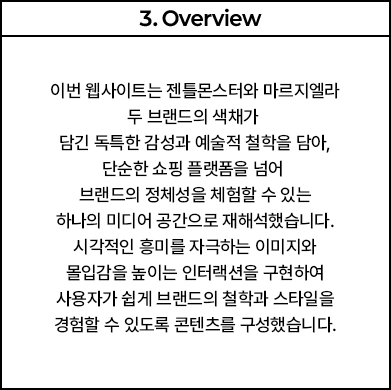 3. Overview
이번 웹사이트는 젠틀몬스터와 마르지엘라
두 브랜드의 색채가
담긴 독특한 감성과 예술적 철학을 담아,
단순한 쇼핑 플랫폼을 넘어
브랜드의 정체성을 체험할 수 있는
하나의 미디어 공간으로 재해석했습니다.
시각적인 흥미를 자극하는 이미지와
몰입감을 높이는 인터랙션을 구현하여
사용자가 쉽게 브랜드의 철학과 스타일을
경험할 수 있도록 콘텐츠를 구성했습니다.